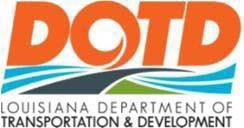 DOTD
LOUISIANA DEPARTMENT OF
TRANSPORTATION & DEVELOPMENT